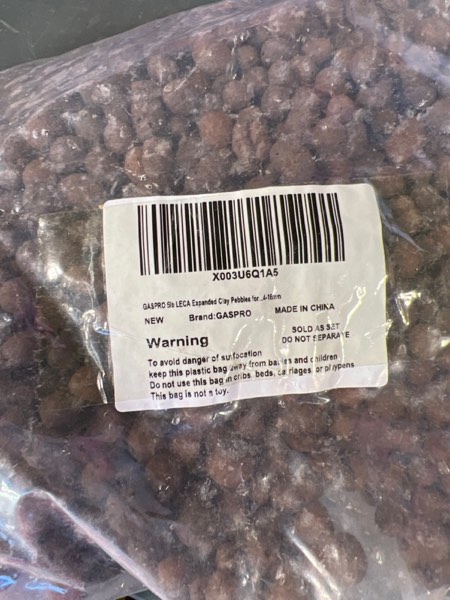 X003U6Q1A5
GASPRO 5lb LECA Expanded Clay Pebbles for...4-16mm
NEW Brand:GASPRO MADE IN CHINA
Warning SOLD AS SET
DO NOT SEPARATE
To avoid danger of suffocation
keep this plastic bag away from babies and children
Do not use this bag in cribs, beds, carriages, or playpens
This bag is not a toy.